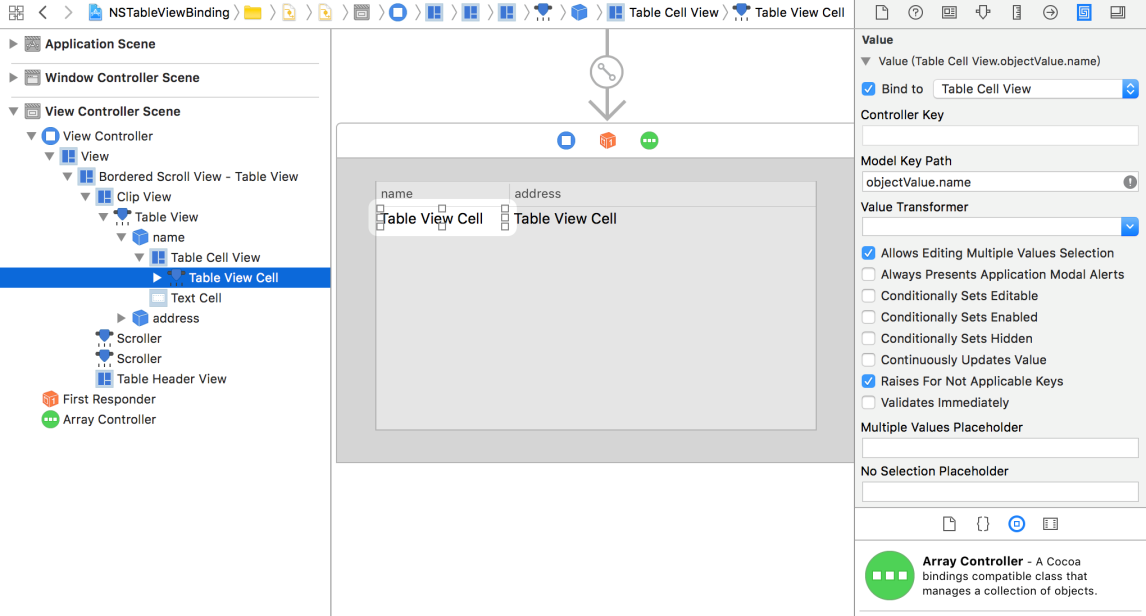 NSTableViewBinding
Table Cell View
Table View Cell
Application Scene
Window Controller Scene
View Controller Scene
View Controller
View
Bordered Scroll View - Table View
Clip View
Table View
name
Table Cell View
Table View Cell
Text Cell
address
Scroller
Scroller
Table Header View
First Responder
Array Controller
name
address
Table View Cell
Table View Cell
Value
Value (Table Cell View.objectValue.name)
Bind to
Table Cell View
Controller Key
Model Key Path
objectValue.name
Value Transformer
Allows Editing Multiple Values Selection
Always Presents Application Modal Alerts
Conditionally Sets Editable
Conditionally Sets Enabled
Conditionally Sets Hidden
Continuously Updates Value
Raises For Not Applicable Keys
Validates Immediately
Multiple Values Placeholder
No Selection Placeholder
Array Controller - A Cocoa
bindings compatible class that
manages a collection of objects.